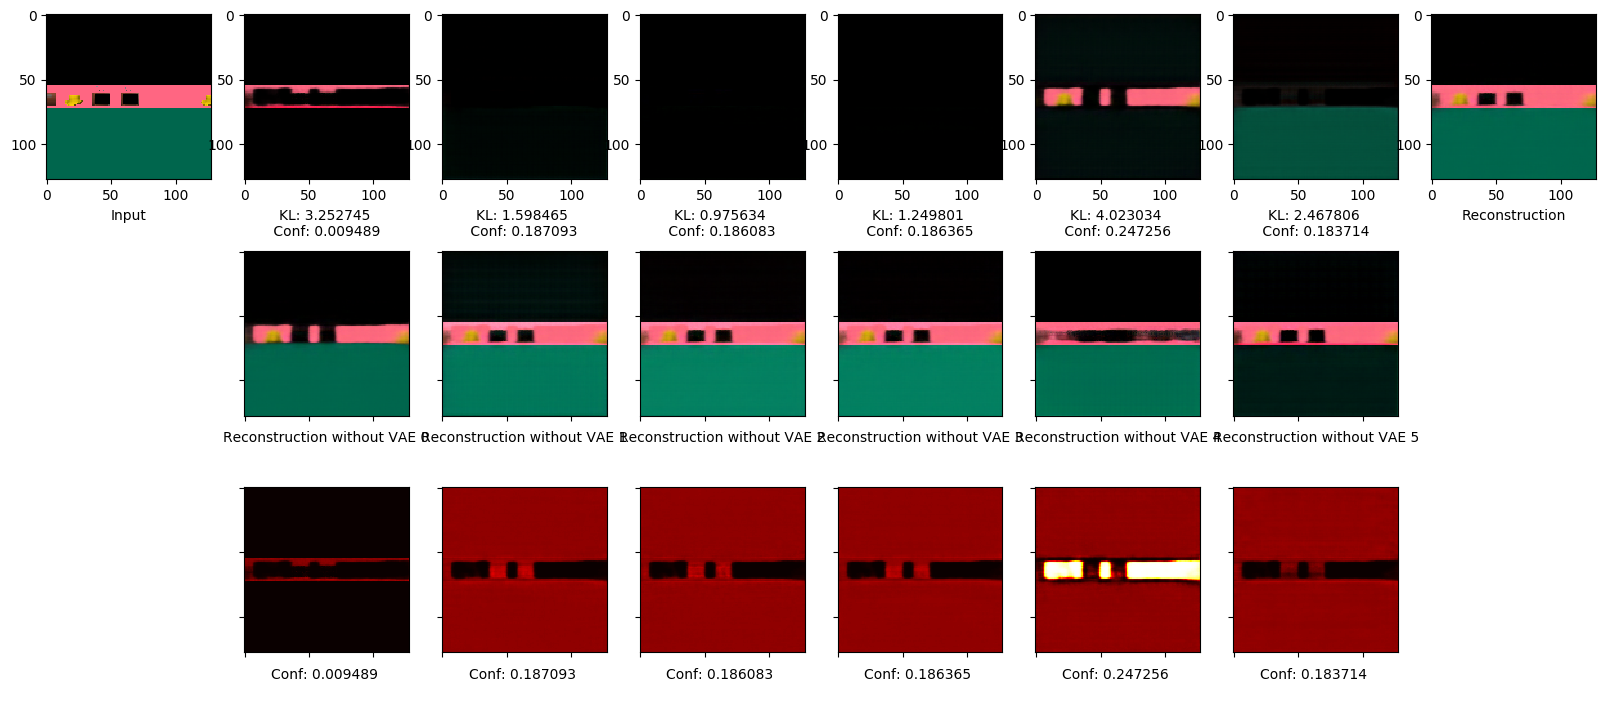 0
0
0
0
0
0
0
0
50
50
50
50
50
50
50
50
100
100
100
100
100
100
100
100
0 50 100
0 50 100
0 50 100
0 50 100
0 50 100
0 50 100
0 50 100
0 50 100
Input
KL: 3.252745
Conf: 0.009489
KL: 1.598465
Conf: 0.187093
KL: 0.975634
Conf: 0.186083
KL: 1.249801
Conf: 0.186365
KL: 4.023034
Conf: 0.247256
KL: 2.467806
Conf: 0.183714
Reconstruction
Reconstruction without VAE 0
Reconstruction without VAE 1
Reconstruction without VAE 2
Reconstruction without VAE 3
Reconstruction without VAE 4
Reconstruction without VAE 5
Conf: 0.009489
Conf: 0.187093
Conf: 0.186083
Conf: 0.186365
Conf: 0.247256
Conf: 0.183714